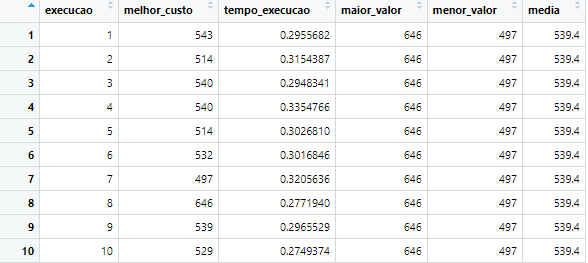 execucao melhor_custo tempo_execucao maior_valor menor_valor media
1 1 543 0.2955682 646 497 539.4
2 2 514 0.3154387 646 497 539.4
3 3 540 0.2948341 646 497 539.4
4 4 540 0.3354766 646 497 539.4
5 5 514 0.3026810 646 497 539.4
6 6 532 0.3016846 646 497 539.4
7 7 497 0.3205636 646 497 539.4
8 8 646 0.2771940 646 497 539.4
9 9 539 0.2965529 646 497 539.4
10 10 529 0.2749374 646 497 539.4